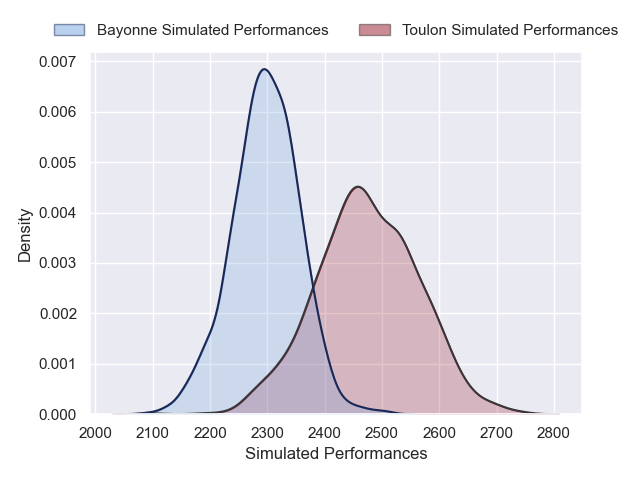 Bayonne Simulated Performances Toulon Simulated Performances
0.007
0.006
0.005
0.004
0.003
0.002
0.001
0.000
Density
2000 2100 2200 2300 2400 2500 2600 2700 2800
Simulated Performances